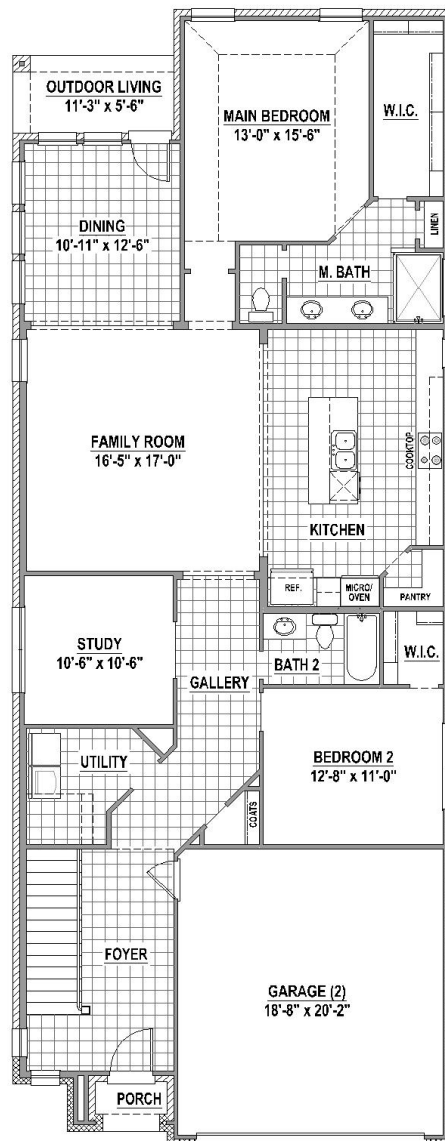 OUTDOOR LIVING
11'-3" x 5'-6"
MAIN BEDROOM
13'-0" x 15'-6"
W.I.C.
DINING
10'-11" x 12'-6"
LINEN
M. BATH
FAMILY ROOM
16'-5" x 17'-0"
COOKTOP
KITCHEN
REF.
MICRO/
OVEN
PANTRY
STUDY
10'-6" x 10'-6"
GALLERY
BATH 2
W.I.C.
UTILITY
BEDROOM 2
12'-8" x 11'-0"
COATS
FOYER
GARAGE (2)
18'-8" x 20'-2"
PORCH